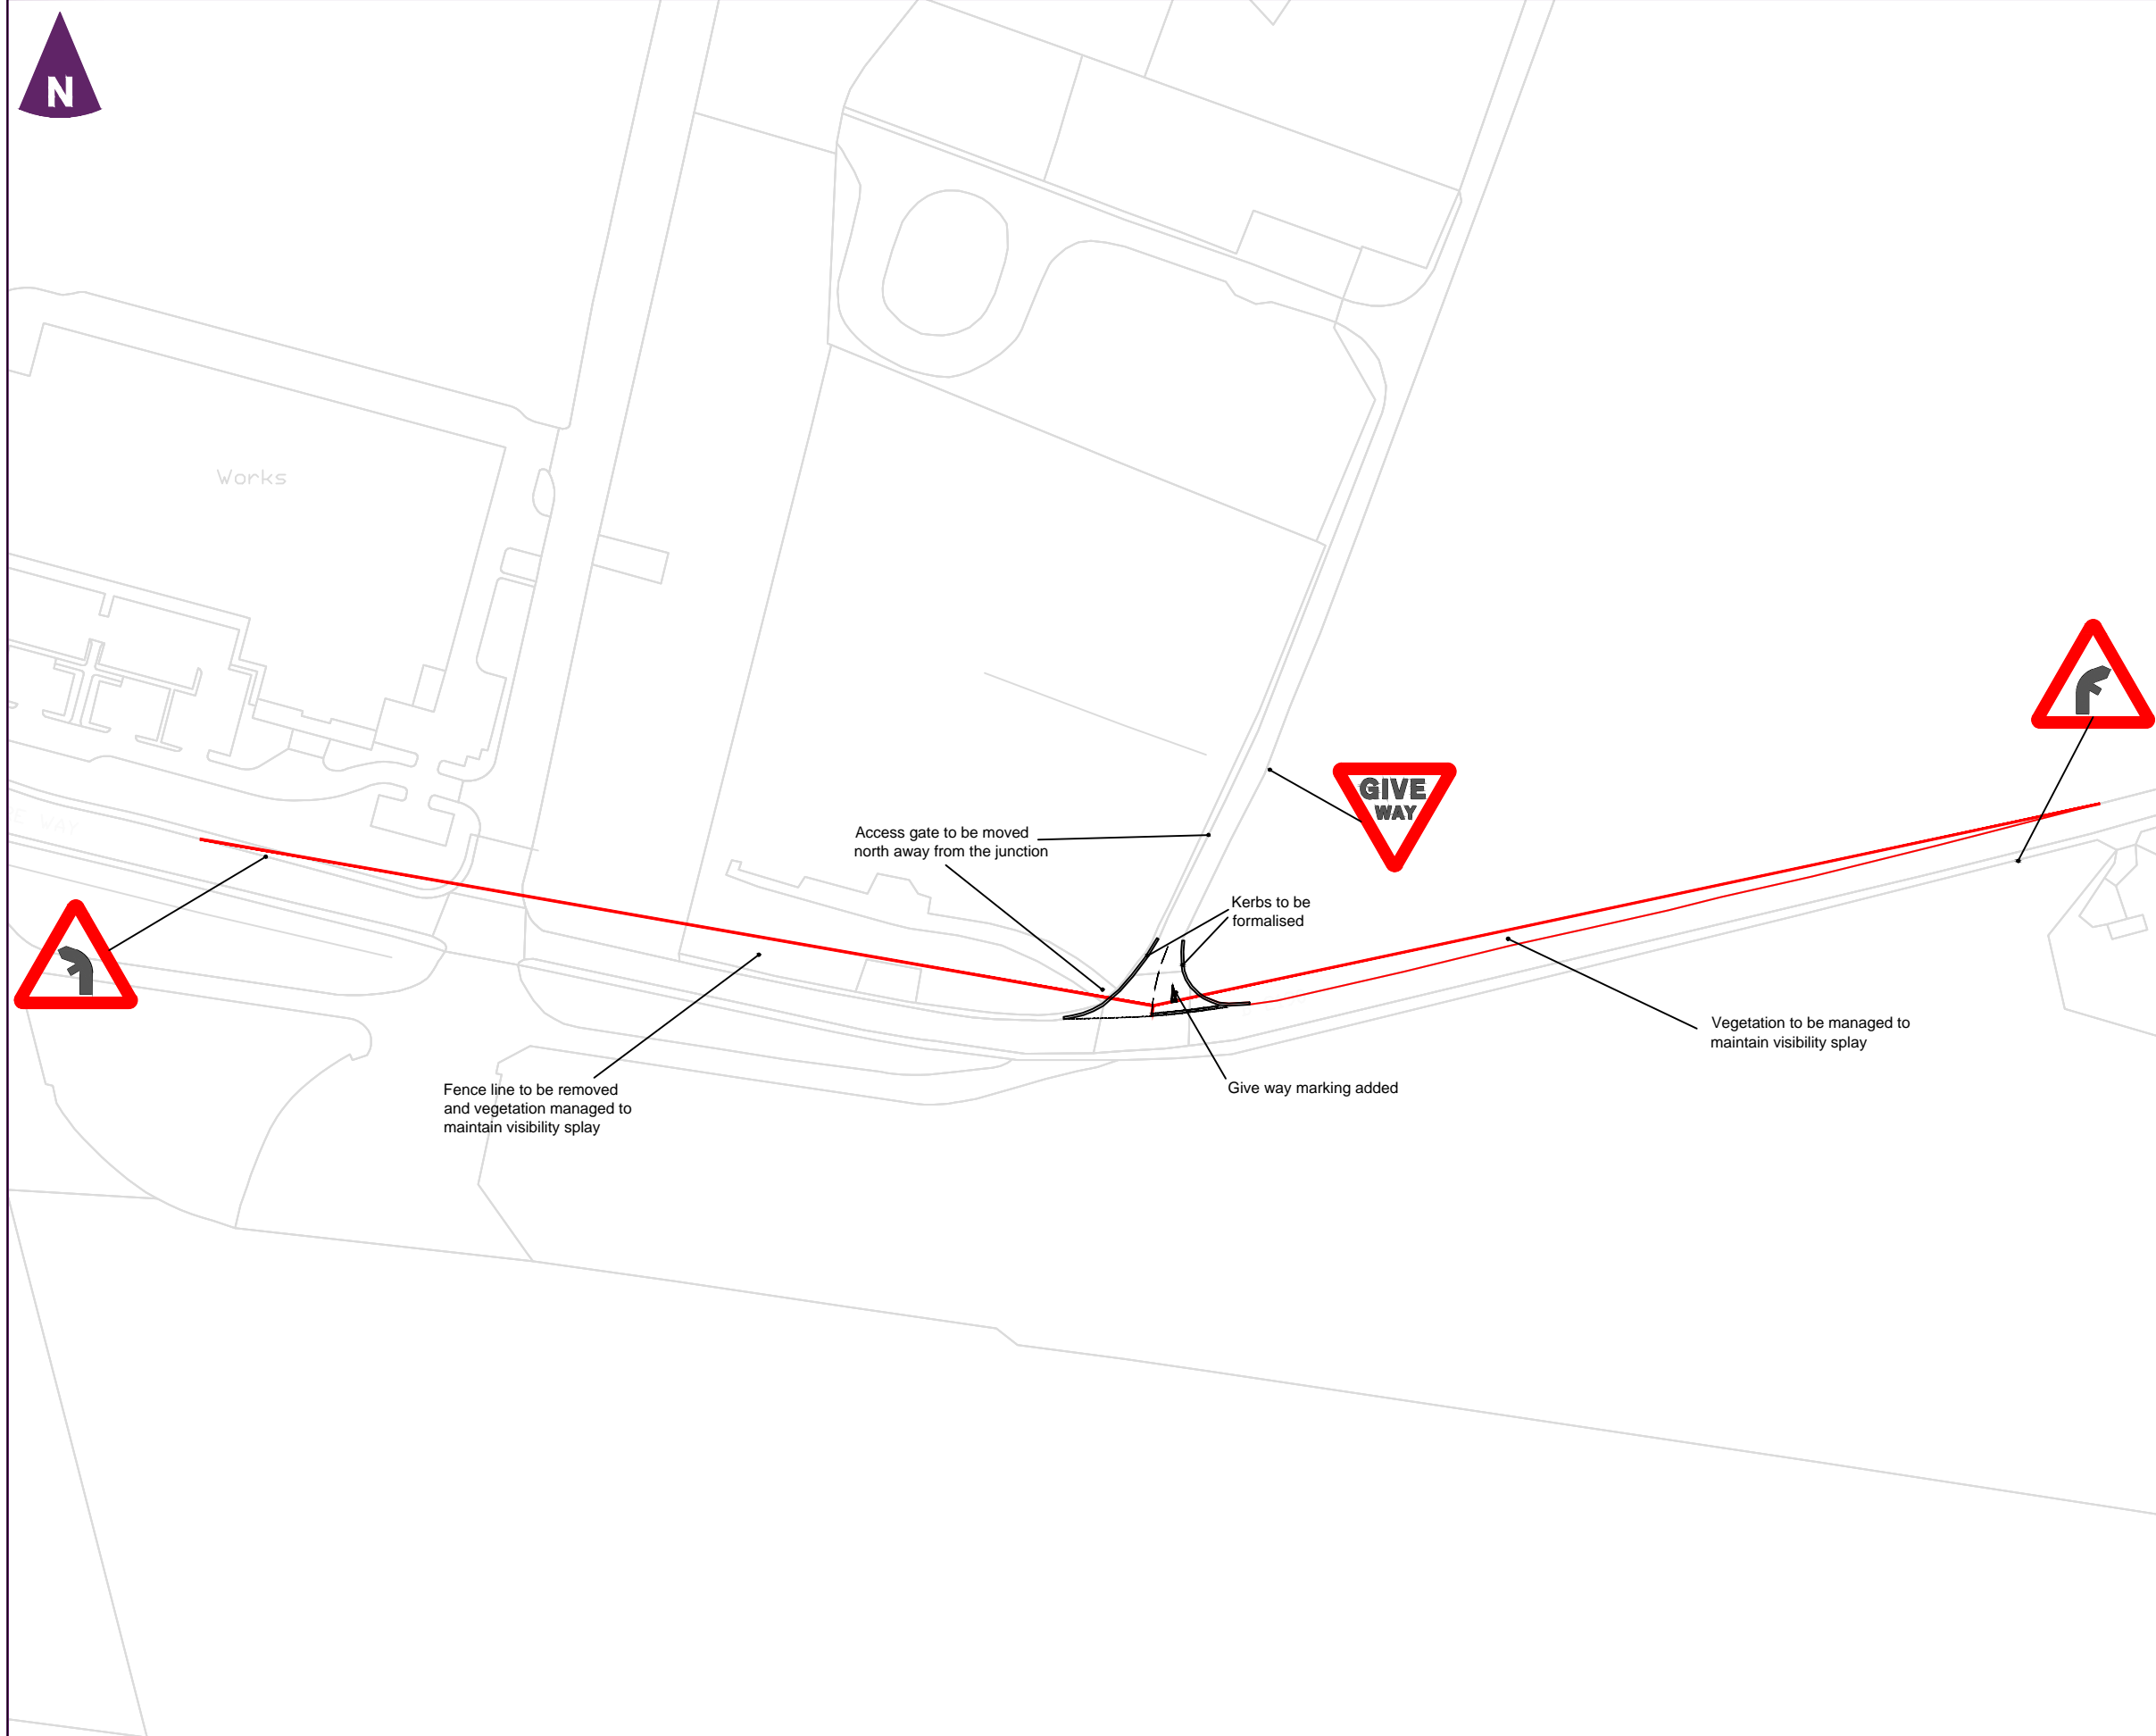 N
Works
WAY
GIVE
WAY
Access gate to be moved
north away from the junction
Kerbs to be
formalised
Vegetation to be managed to
maintain visibility splay
Fence line to be removed
and vegetation managed to
maintain visibility splay
Give way marking added